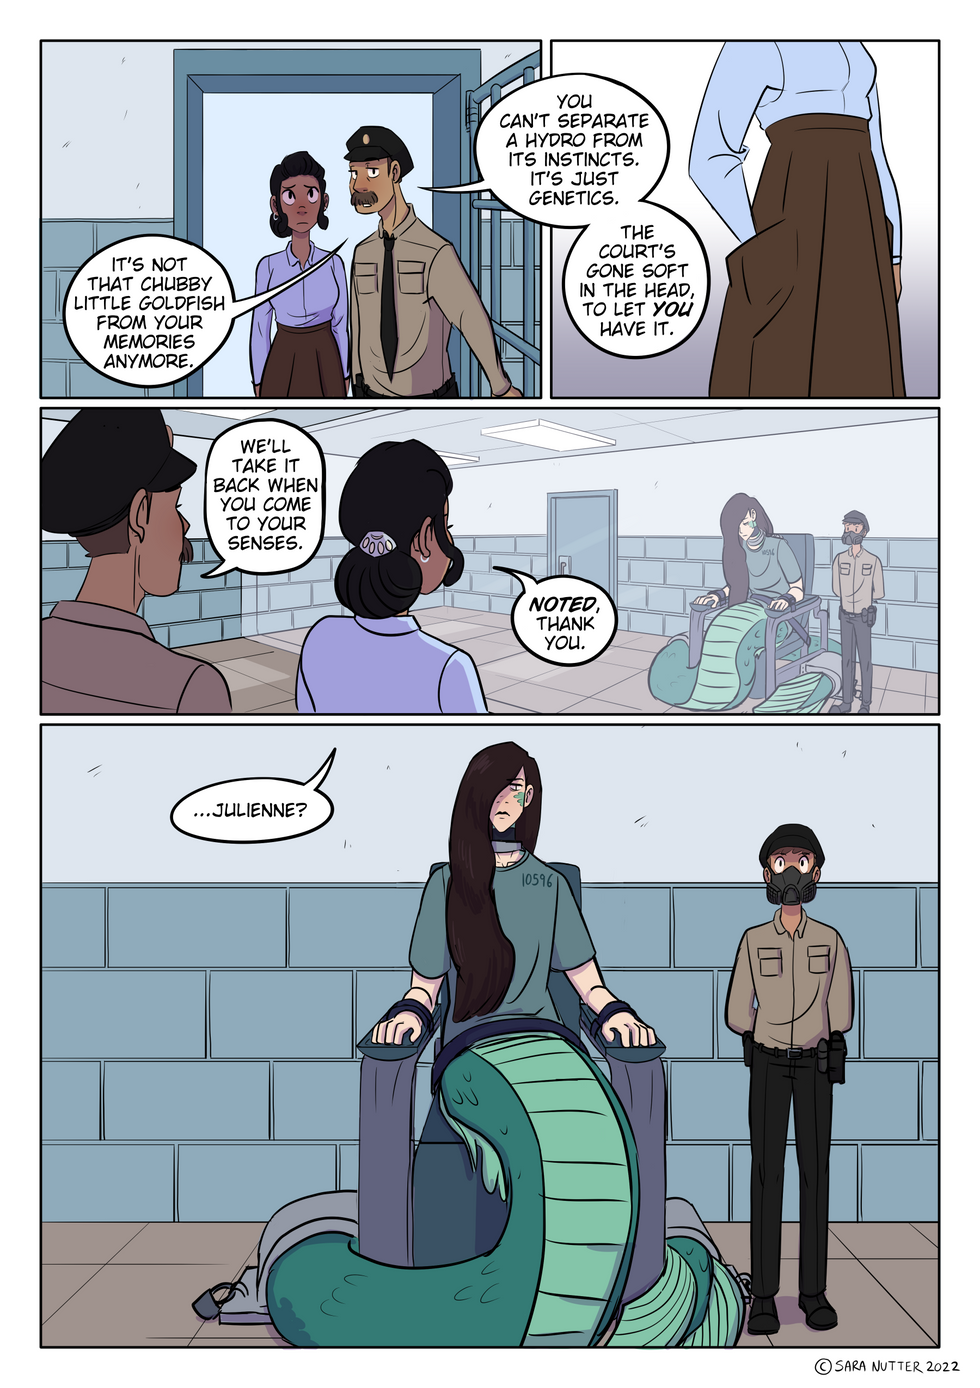 YOU
CAN'T SEPARATE
A HYDRO FROM
ITS INSTINCTS.
IT'S JUST
GENETICS.
IT'S NOT
THAT CHUBBY
LITTLE GOLDFISH
FROM YOUR
MEMORIES
ANYMORE.
THE
COURT'S
GONE SOFT
IN THE HEAD,
TO LET YOU
HAVE IT.
WE'LL
TAKE IT
BACK WHEN
YOU COME
TO YOUR
SENSES.
NOTED,
THANK
YOU.
10596
...JULIENNE?
10596
© SARA NUTTER 2022